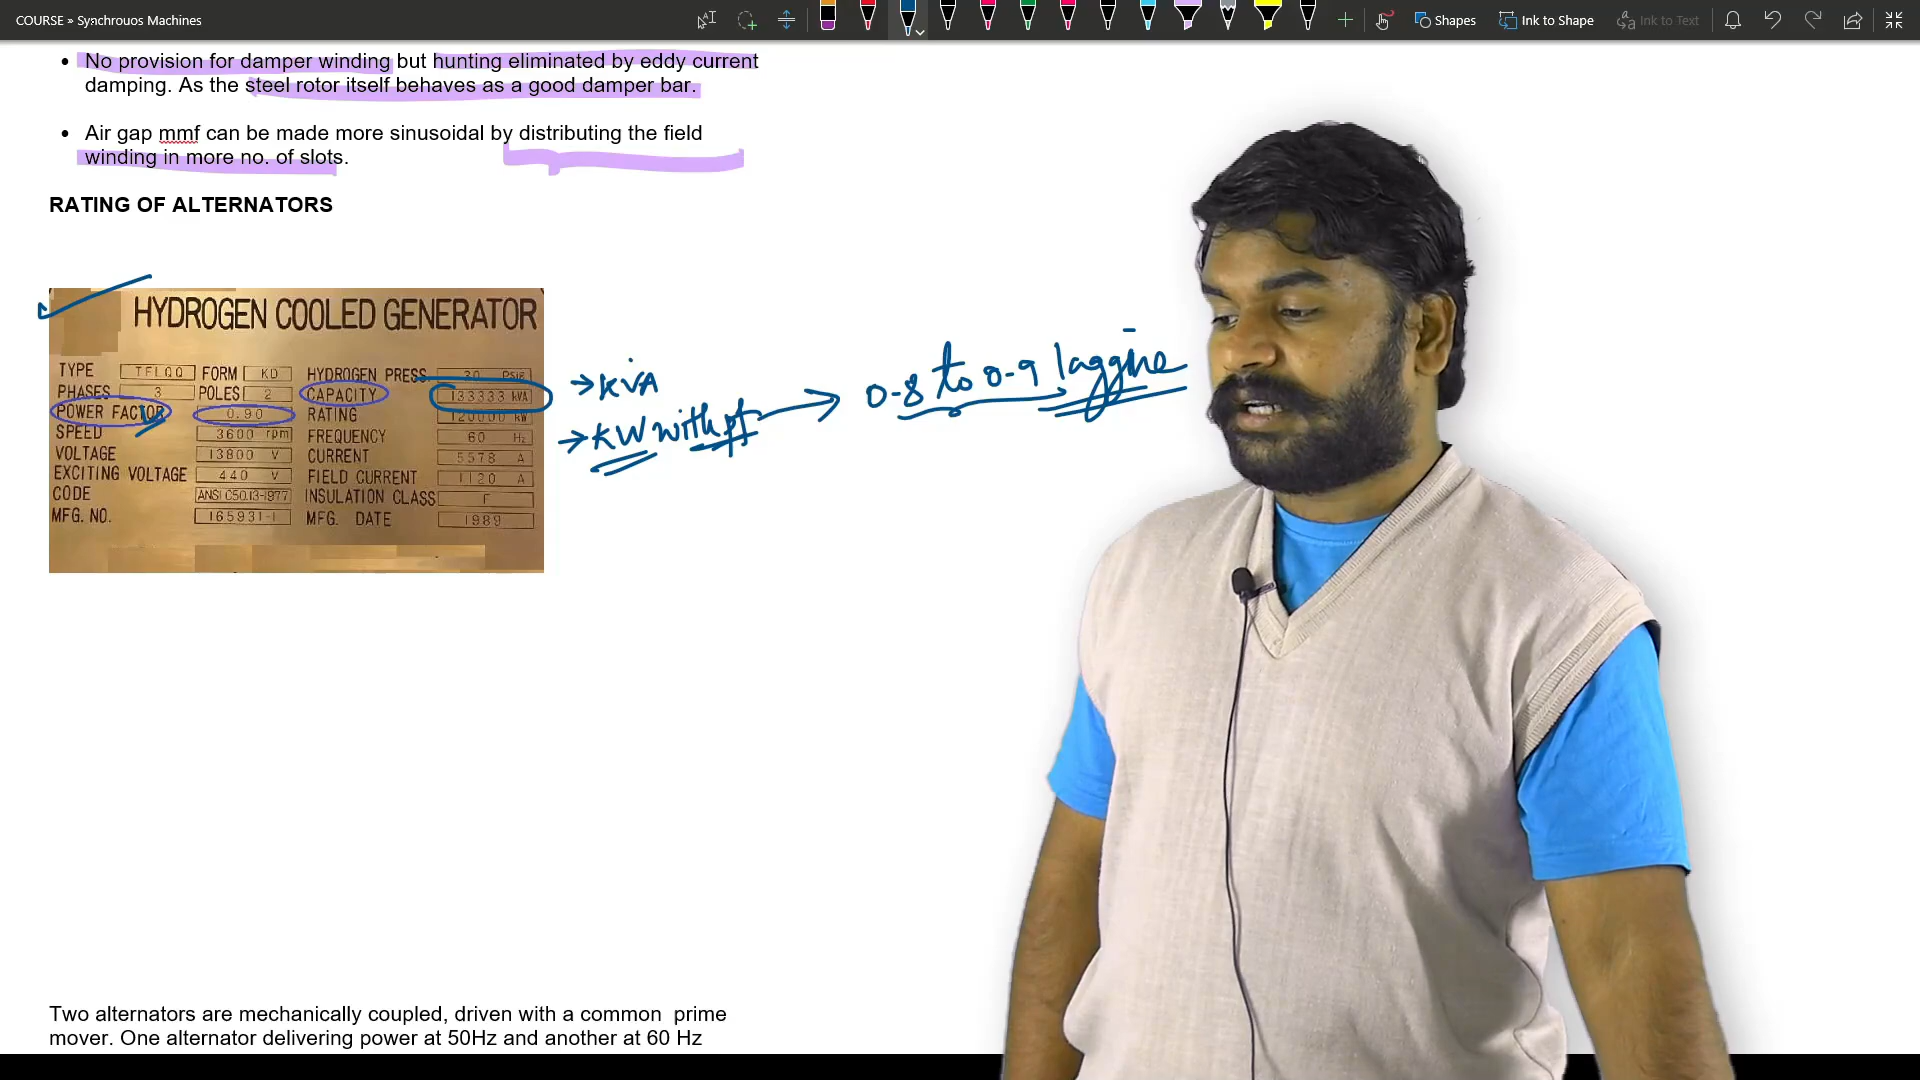 COURSE » Synchrouos Machines
Shapes
Ink to Shape
Ink to Text
• No provision for damper winding but hunting eliminated by eddy current
damping. As the steel rotor itself behaves as a good damper bar.
• Air gap mmf can be made more sinusoidal by distributing the field
winding in more no. of slots.
RATING OF ALTERNATORS
HYDROGEN COOLED GENERATOR
TYPE TFLQQ FORM KD HYDROGEN PRESS. 30 PSIG
PHASES 3 POLES 2 CAPACITY 133333 kVA
POWER FACTOR 0.90 RATING 120000 kW
SPEED 3600 rpm FREQUENCY 60 Hz
VOLTAGE 13800 V CURRENT 5578 A
EXCITING VOLTAGE 440 V FIELD CURRENT 1120 A
CODE ANSI C50.13-1977 INSULATION CLASS F
MFG. NO. 165931-1 MFG. DATE 1989
→ KVA
→ KW with pf → 0-8 to 0-9 lagging
Two alternators are mechanically coupled, driven with a common prime
mover. One alternator delivering power at 50Hz and another at 60 Hz